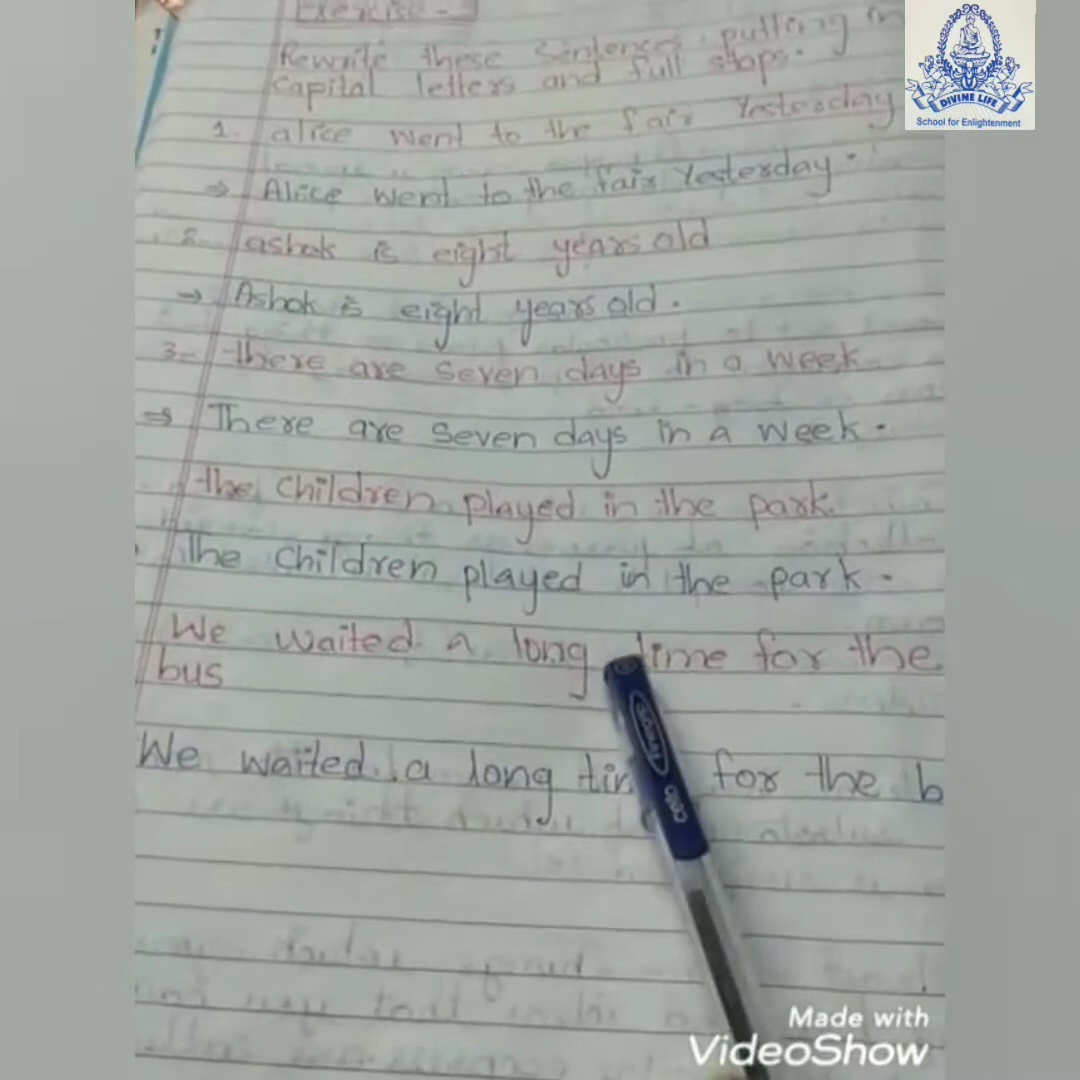 Exercise - 3
Rewrite these Sentences putting in
Capital letters and full stops.
1. alice went to the fair Yesterday
⇒ Alice went to the fair Yesterday.
2. ashok is eight years old
→ Ashok is eight years old.
3- there are seven days in a week
⇒ There are seven days in a week.
the children played in the park.
The children played in the park.
We waited a long time for the
bus
We waited a long for the b
DIVINE LIFE
School for Enlightenment
cello
Made with
VideoShow